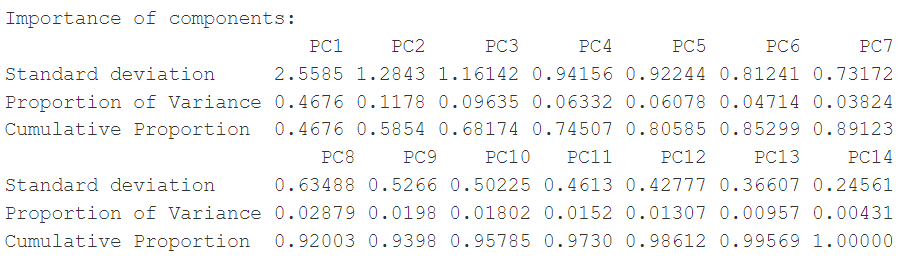 Importance of components:
PC1 PC2 PC3 PC4 PC5 PC6 PC7
Standard deviation 2.5585 1.2843 1.16142 0.94156 0.92244 0.81241 0.73172
Proportion of Variance 0.4676 0.1178 0.09635 0.06332 0.06078 0.04714 0.03824
Cumulative Proportion 0.4676 0.5854 0.68174 0.74507 0.80585 0.85299 0.89123
PC8 PC9 PC10 PC11 PC12 PC13 PC14
Standard deviation 0.63488 0.5266 0.50225 0.4613 0.42777 0.36607 0.24561
Proportion of Variance 0.02879 0.0198 0.01802 0.0152 0.01307 0.00957 0.00431
Cumulative Proportion 0.92003 0.9398 0.95785 0.9730 0.98612 0.99569 1.00000